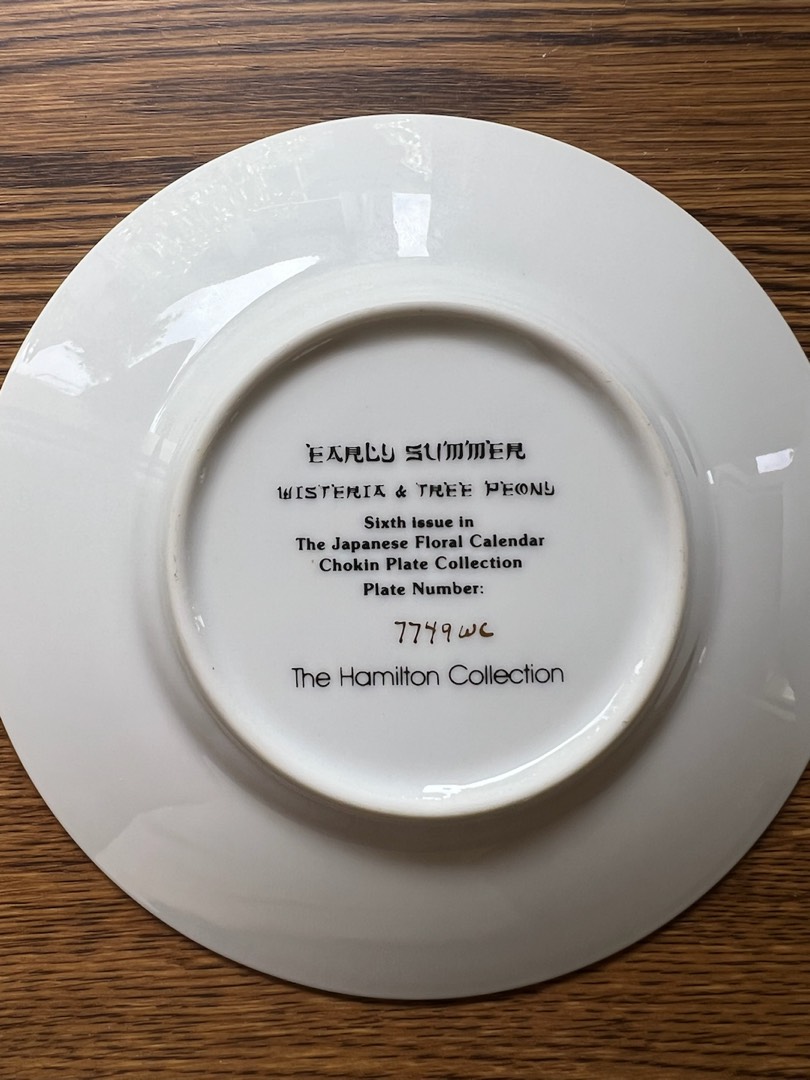 EARLY SUMMER
WISTERIA & TREE PEONY
Sixth issue in
The Japanese Floral Calendar
Chokin Plate Collection
Plate Number:
7749WC
The Hamilton Collection